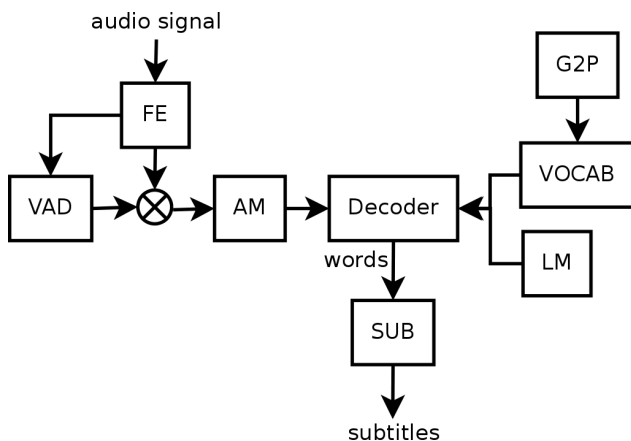 audio signal
G2P
FE
VOCAB
VAD
AM
Decoder
words
LM
SUB
subtitles